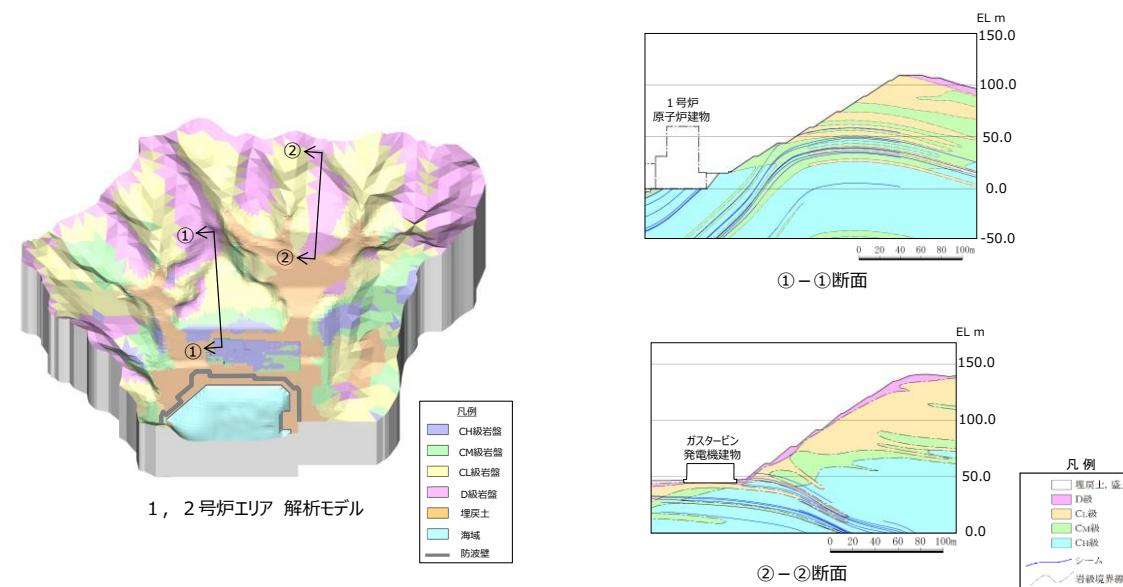 ②
②
①
①
凡例
CH級岩盤
CM級岩盤
CL級岩盤
D級岩盤
埋戻土
海域
防波壁
1，2号炉エリア 解析モデル
EL m
150.0
100.0
50.0
0.0
-50.0
1号炉
原子炉建物
0 20 40 60 80 100m
①－①断面
EL m
150.0
100.0
50.0
0.0
ガスタービン
発電機建物
0 20 40 60 80 100m
②－②断面
凡 例
埋戻土, 盛
D級
CL級
CM級
CH級
シーム
岩級境界線